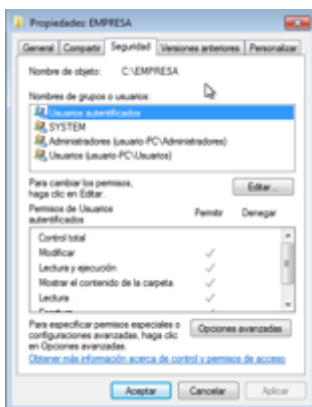 Propiedades: EMPRESA
General Compartir Seguridad Versiones anteriores Personalizar
Nombre de objeto: C:\EMPRESA
Nombres de grupos o usuarios:
Usuarios autentificados
SYSTEM
Administradores (usuario-PC\Administradores)
Usuarios (usuario-PC\Usuarios)
Para cambiar los permisos,
haga clic en Editar.
Editar...
Permisos de Usuarios
autentificados
Permitir Denegar
Control total
Modificar
Lectura y ejecución
Mostrar el contenido de la carpeta
Lectura
Para especificar permisos especiales o
configuraciones avanzadas, haga clic
en Opciones avanzadas.
Opciones avanzadas
Obtener más información acerca de control y permisos de acceso
Aceptar Cancelar Aplicar